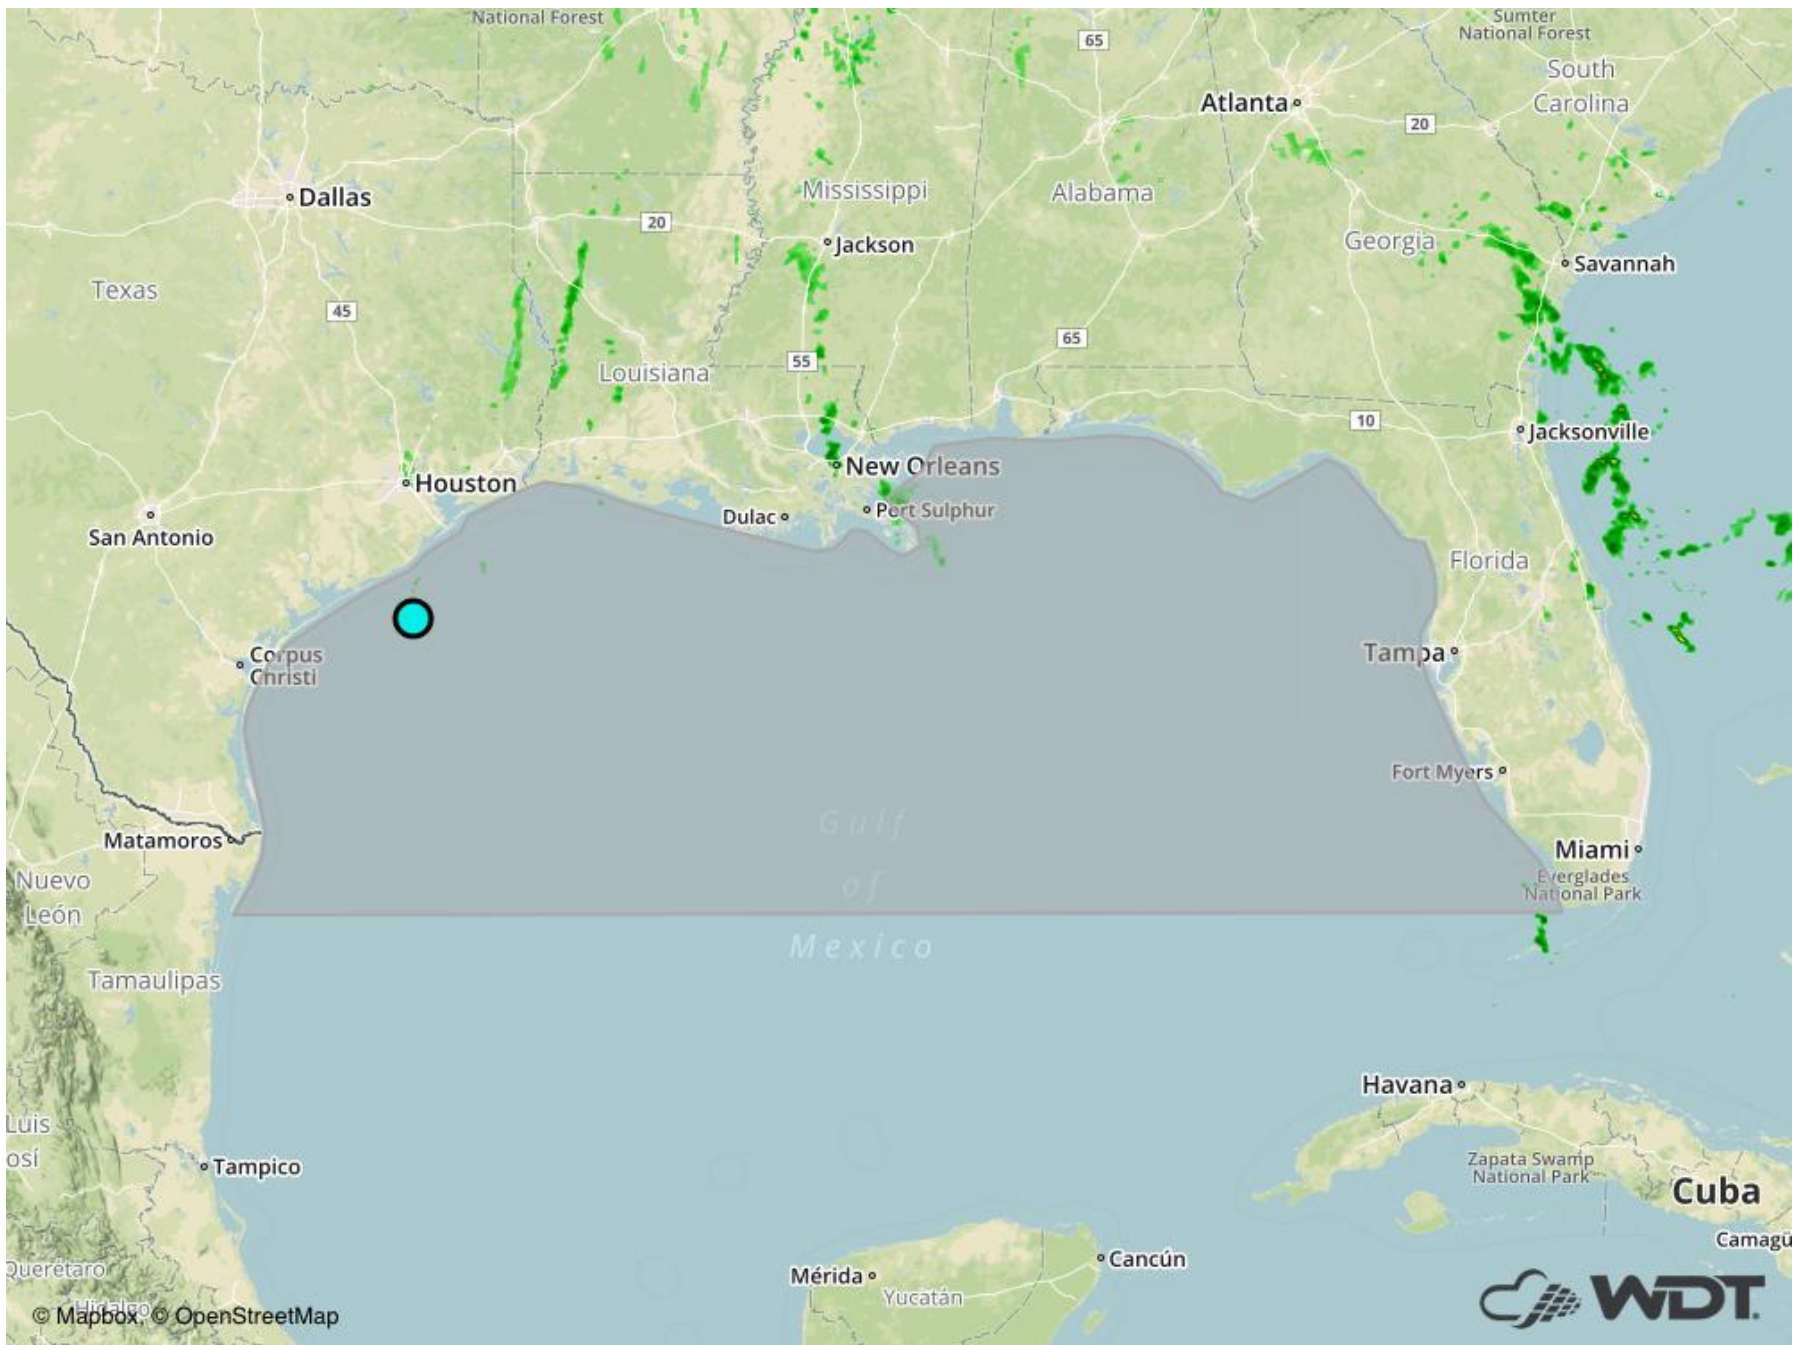 National Forest
65
Sumter
National Forest
South
Carolina
Atlanta
20
Dallas
Mississippi
Alabama
20
Jackson
Georgia
Savannah
Texas
45
65
55
Louisiana
10
Jacksonville
New Orleans
Houston
Dulac
Port Sulphur
San Antonio
Florida
Corpus
Christi
Tampa
Fort Myers
Gulf
of
Mexico
Matamoros
Miami
Everglades
National Park
Nuevo
León
Tamaulipas
Havana
Luis
osí
Tampico
Zapata Swamp
National Park
Cuba
Camagü
Cancún
Mérida
Yucatán
Querétaro
Hidalgo
© Mapbox, © OpenStreetMap
WDT